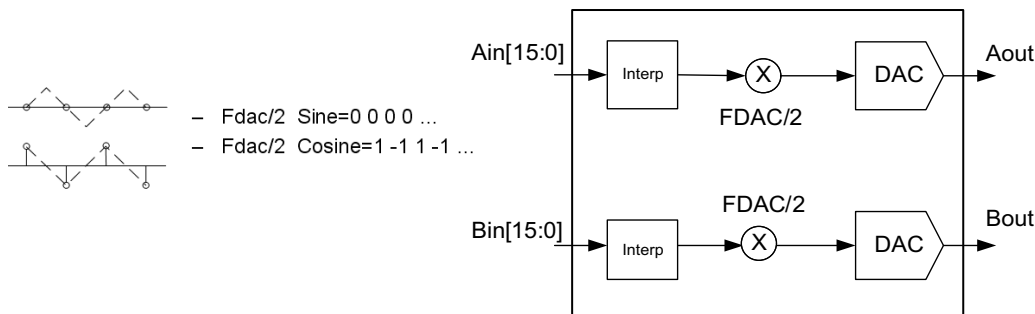 – Fdac/2 Sine=0 0 0 0 ...
– Fdac/2 Cosine=1 -1 1 -1 ...
Ain[15:0]
Interp
X
FDAC/2
DAC
Aout
Bin[15:0]
Interp
FDAC/2
X
DAC
Bout